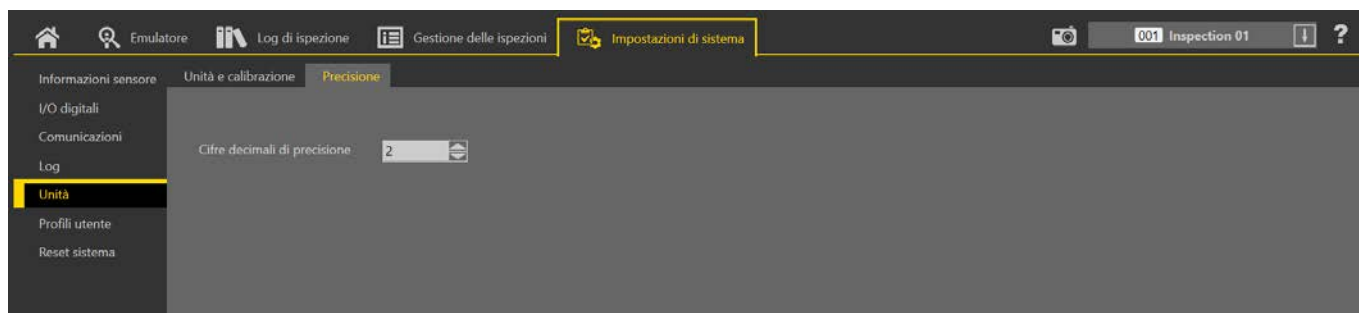 Emulatore Log di ispezione Gestione delle ispezioni Impostazioni di sistema 001 Inspection 01 ?
Informazioni sensore
I/O digitali
Comunicazioni
Log
Unità
Profili utente
Reset sistema
Unità e calibrazione Precisione
Cifre decimali di precisione 2